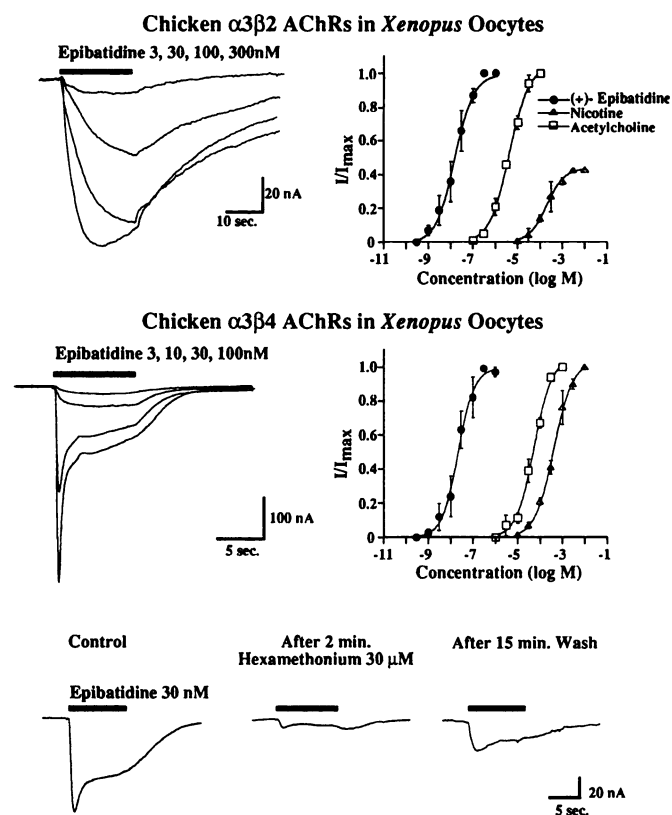 Chicken α3β2 AChRs in Xenopus Oocytes
Epibatidine 3, 30, 100, 300nM
20 nA
10 sec.
I/Imax
1.0
0.8
0.6
0.4
0.2
0
-11 -9 -7 -5 -3 -1
Concentration (log M)
(+)- Epibatidine
Nicotine
Acetylcholine
Chicken α3β4 AChRs in Xenopus Oocytes
Epibatidine 3, 10, 30, 100nM
100 nA
5 sec.
I/Imax
1.0
0.8
0.6
0.4
0.2
0
-11 -9 -7 -5 -3 -1
Concentration (log M)
Control
Epibatidine 30 nM
After 2 min.
Hexamethonium 30 μM
After 15 min. Wash
20 nA
5 sec.